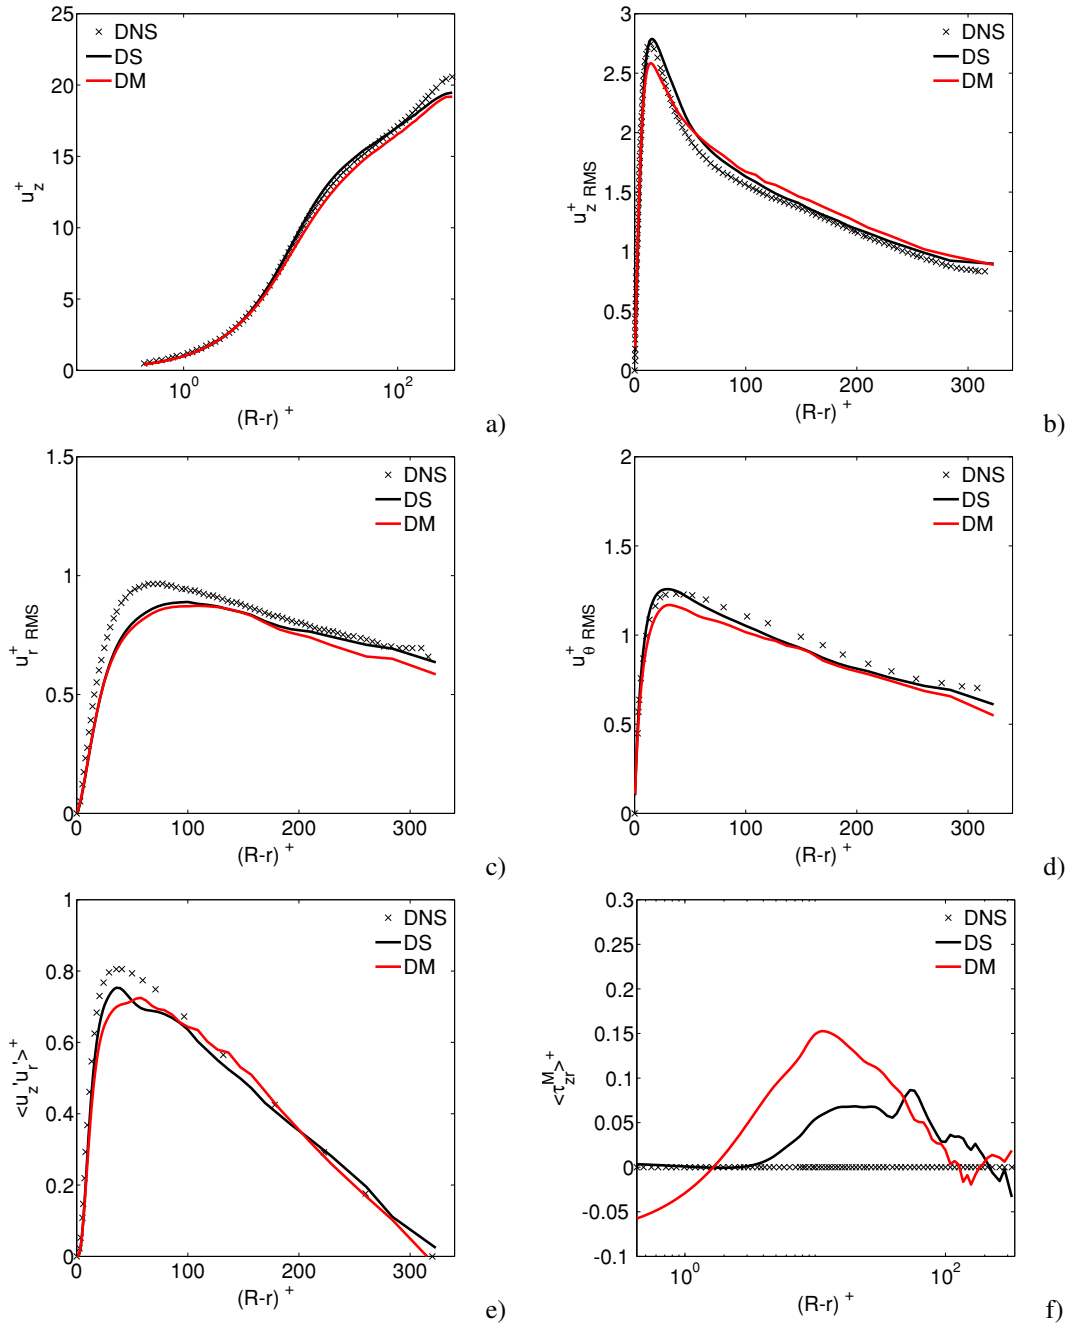 25
20
15
10
5
0
u_z^+
DNS
DS
DM
10^0
10^2
(R-r)^+
a)
3
2.5
2
1.5
1
0.5
0
u_z^+ RMS
DNS
DS
DM
0
100
200
300
(R-r)^+
b)
1.5
1
0.5
0
u_r^+ RMS
DNS
DS
DM
0
100
200
300
(R-r)^+
c)
2
1.5
1
0.5
0
u_θ^+ RMS
DNS
DS
DM
0
100
200
300
(R-r)^+
d)
1
0.8
0.6
0.4
0.2
0
<u_z'u_r'>^+
DNS
DS
DM
0
100
200
300
(R-r)^+
e)
0.3
0.25
0.2
0.15
0.1
0.05
0
-0.05
-0.1
<τ_zr^M>^+
DNS
DS
DM
10^0
10^1
10^2
(R-r)^+
f)